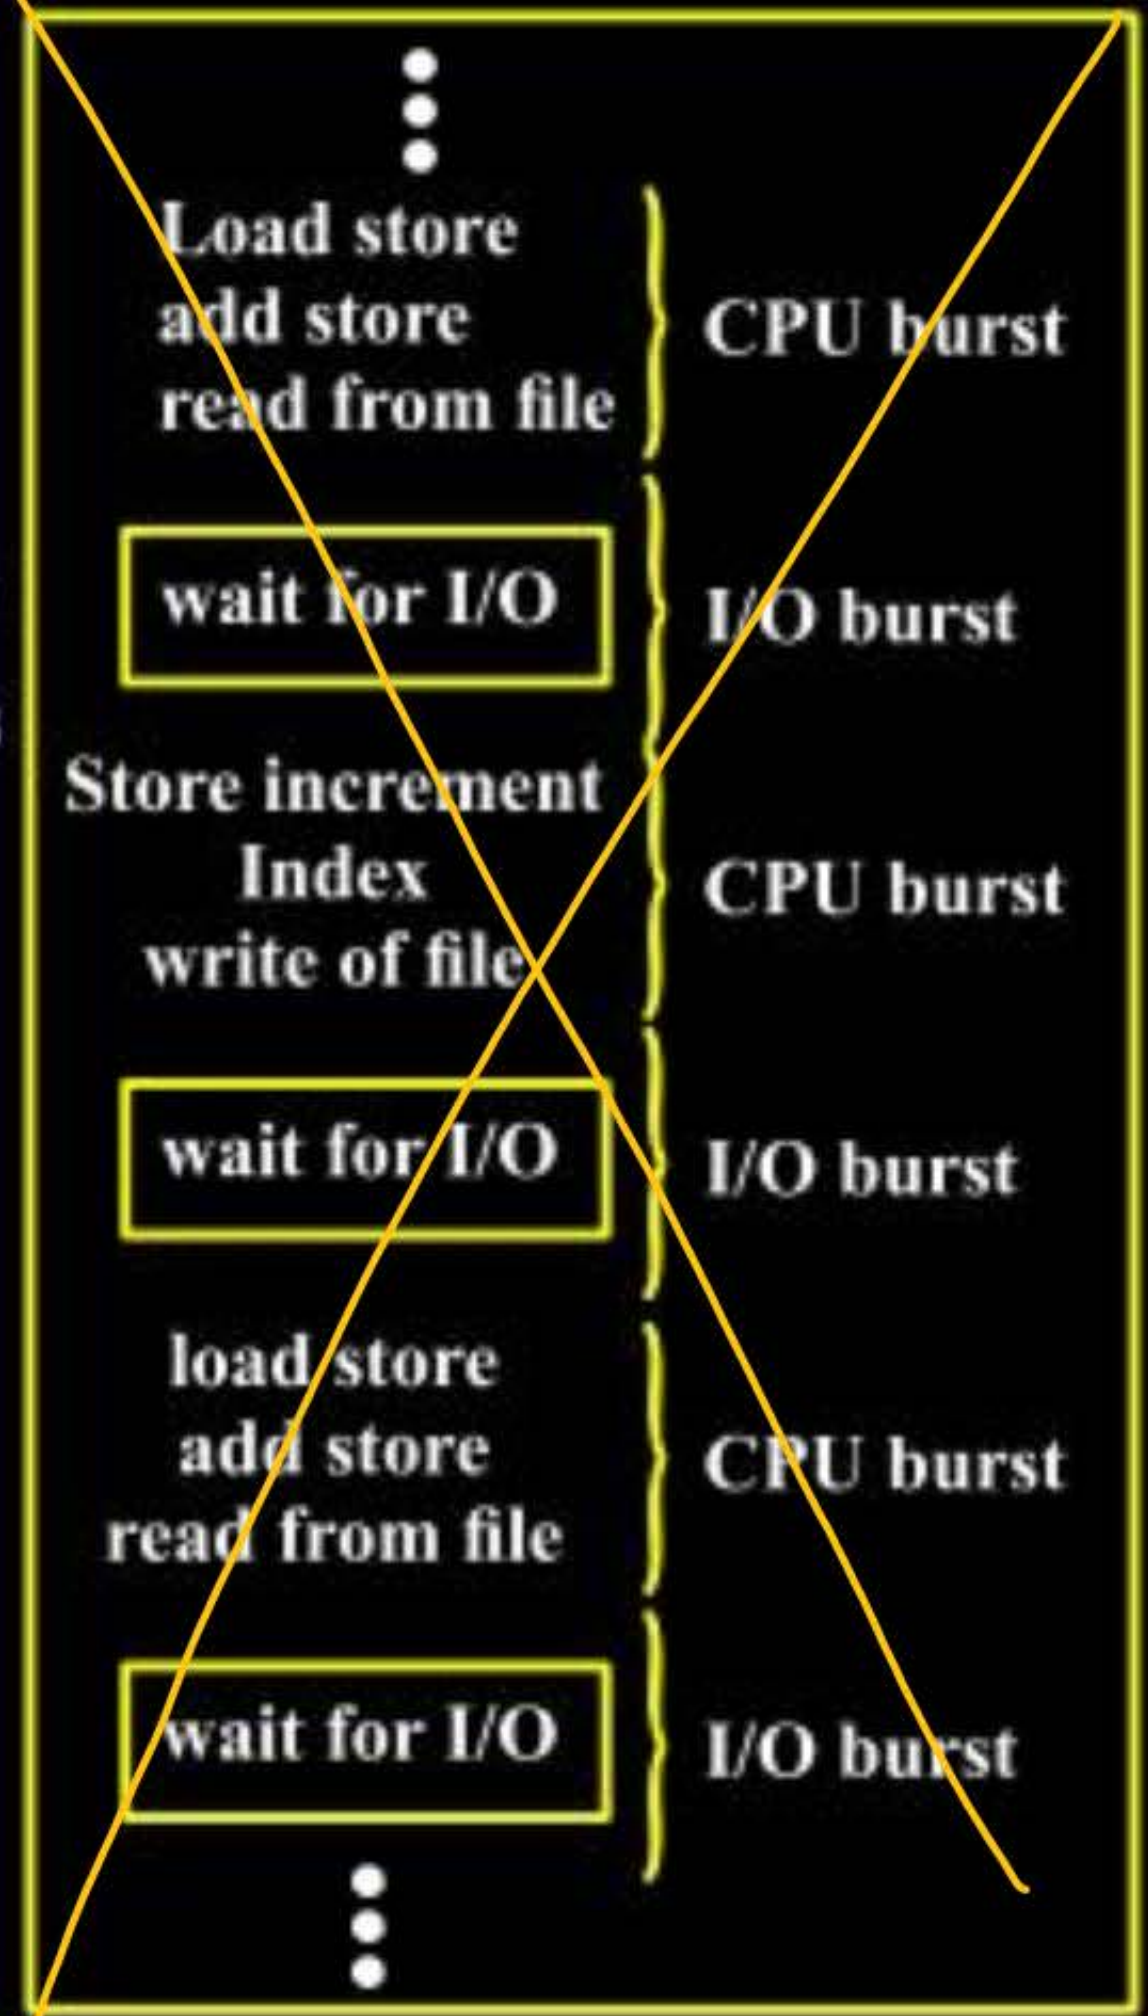 Load store
add store
read from file
CPU burst
wait for I/O
I/O burst
Store increment
Index
write of file
CPU burst
wait for I/O
I/O burst
load store
add store
read from file
CPU burst
wait for I/O
I/O burst